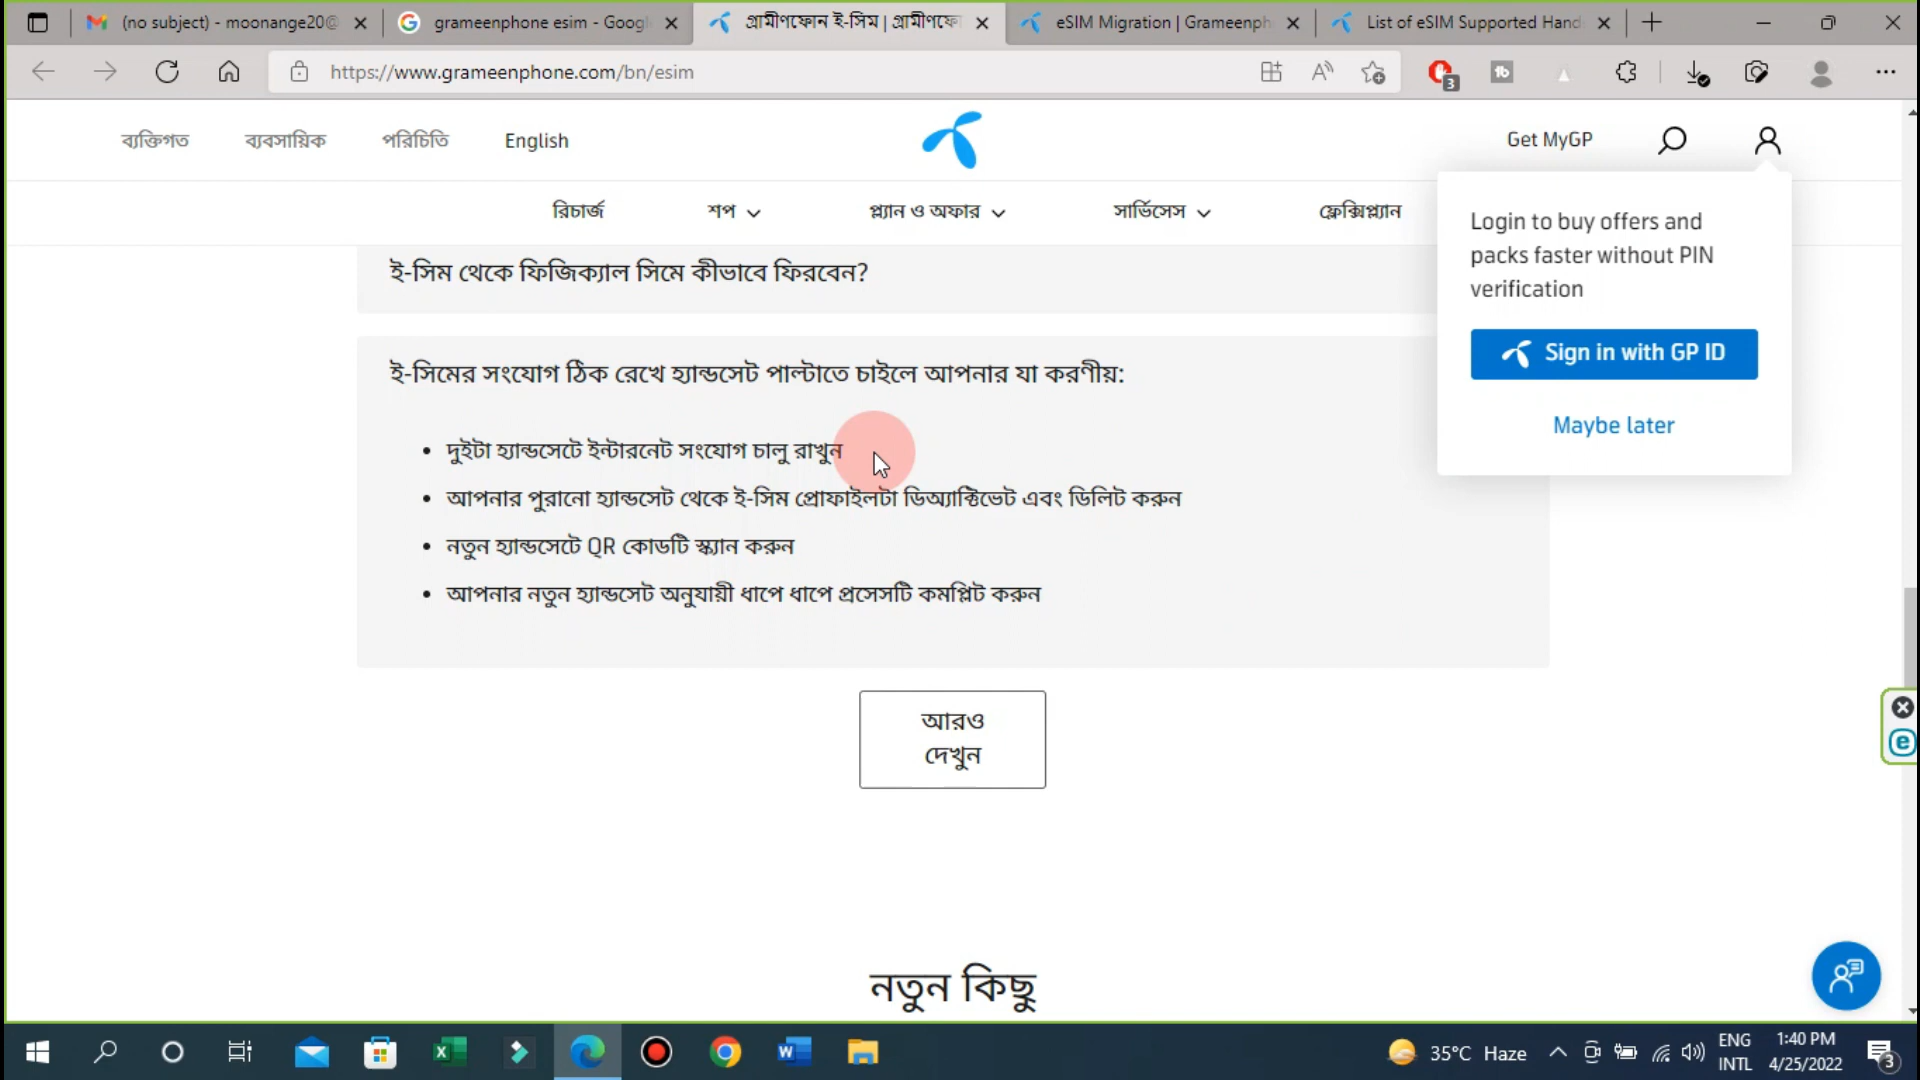 (no subject) - moonange20@
grameenphone esim - Googl
গ্রামীণফোন ই-সিম | গ্রামীণফো
eSIM Migration | Grameenph
List of eSIM Supported Hand
https://www.grameenphone.com/bn/esim
3
ব্যক্তিগত
ব্যবসায়িক
পরিচিতি
English
Get MyGP
রিচার্জ
শপ
প্ল্যান ও অফার
সার্ভিসেস
ফ্লেক্সিপ্ল্যান
Login to buy offers and
packs faster without PIN
verification
Sign in with GP ID
Maybe later
ই-সিম থেকে ফিজিক্যাল সিমে কীভাবে ফিরবেন?
ই-সিমের সংযোগ ঠিক রেখে হ্যান্ডসেট পাল্টাতে চাইলে আপনার যা করণীয়:
• দুইটা হ্যান্ডসেটে ইন্টারনেট সংযোগ চালু রাখুন
• আপনার পুরানো হ্যান্ডসেট থেকে ই-সিম প্রোফাইলটা ডিঅ্যাক্টিভেট এবং ডিলিট করুন
• নতুন হ্যান্ডসেটে QR কোডটি স্ক্যান করুন
• আপনার নতুন হ্যান্ডসেট অনুযায়ী ধাপে ধাপে প্রসেসটি কমপ্লিট করুন
আরও
দেখুন
নতুন কিছু
35°C Haze
ENG
INTL
1:40 PM
4/25/2022
3